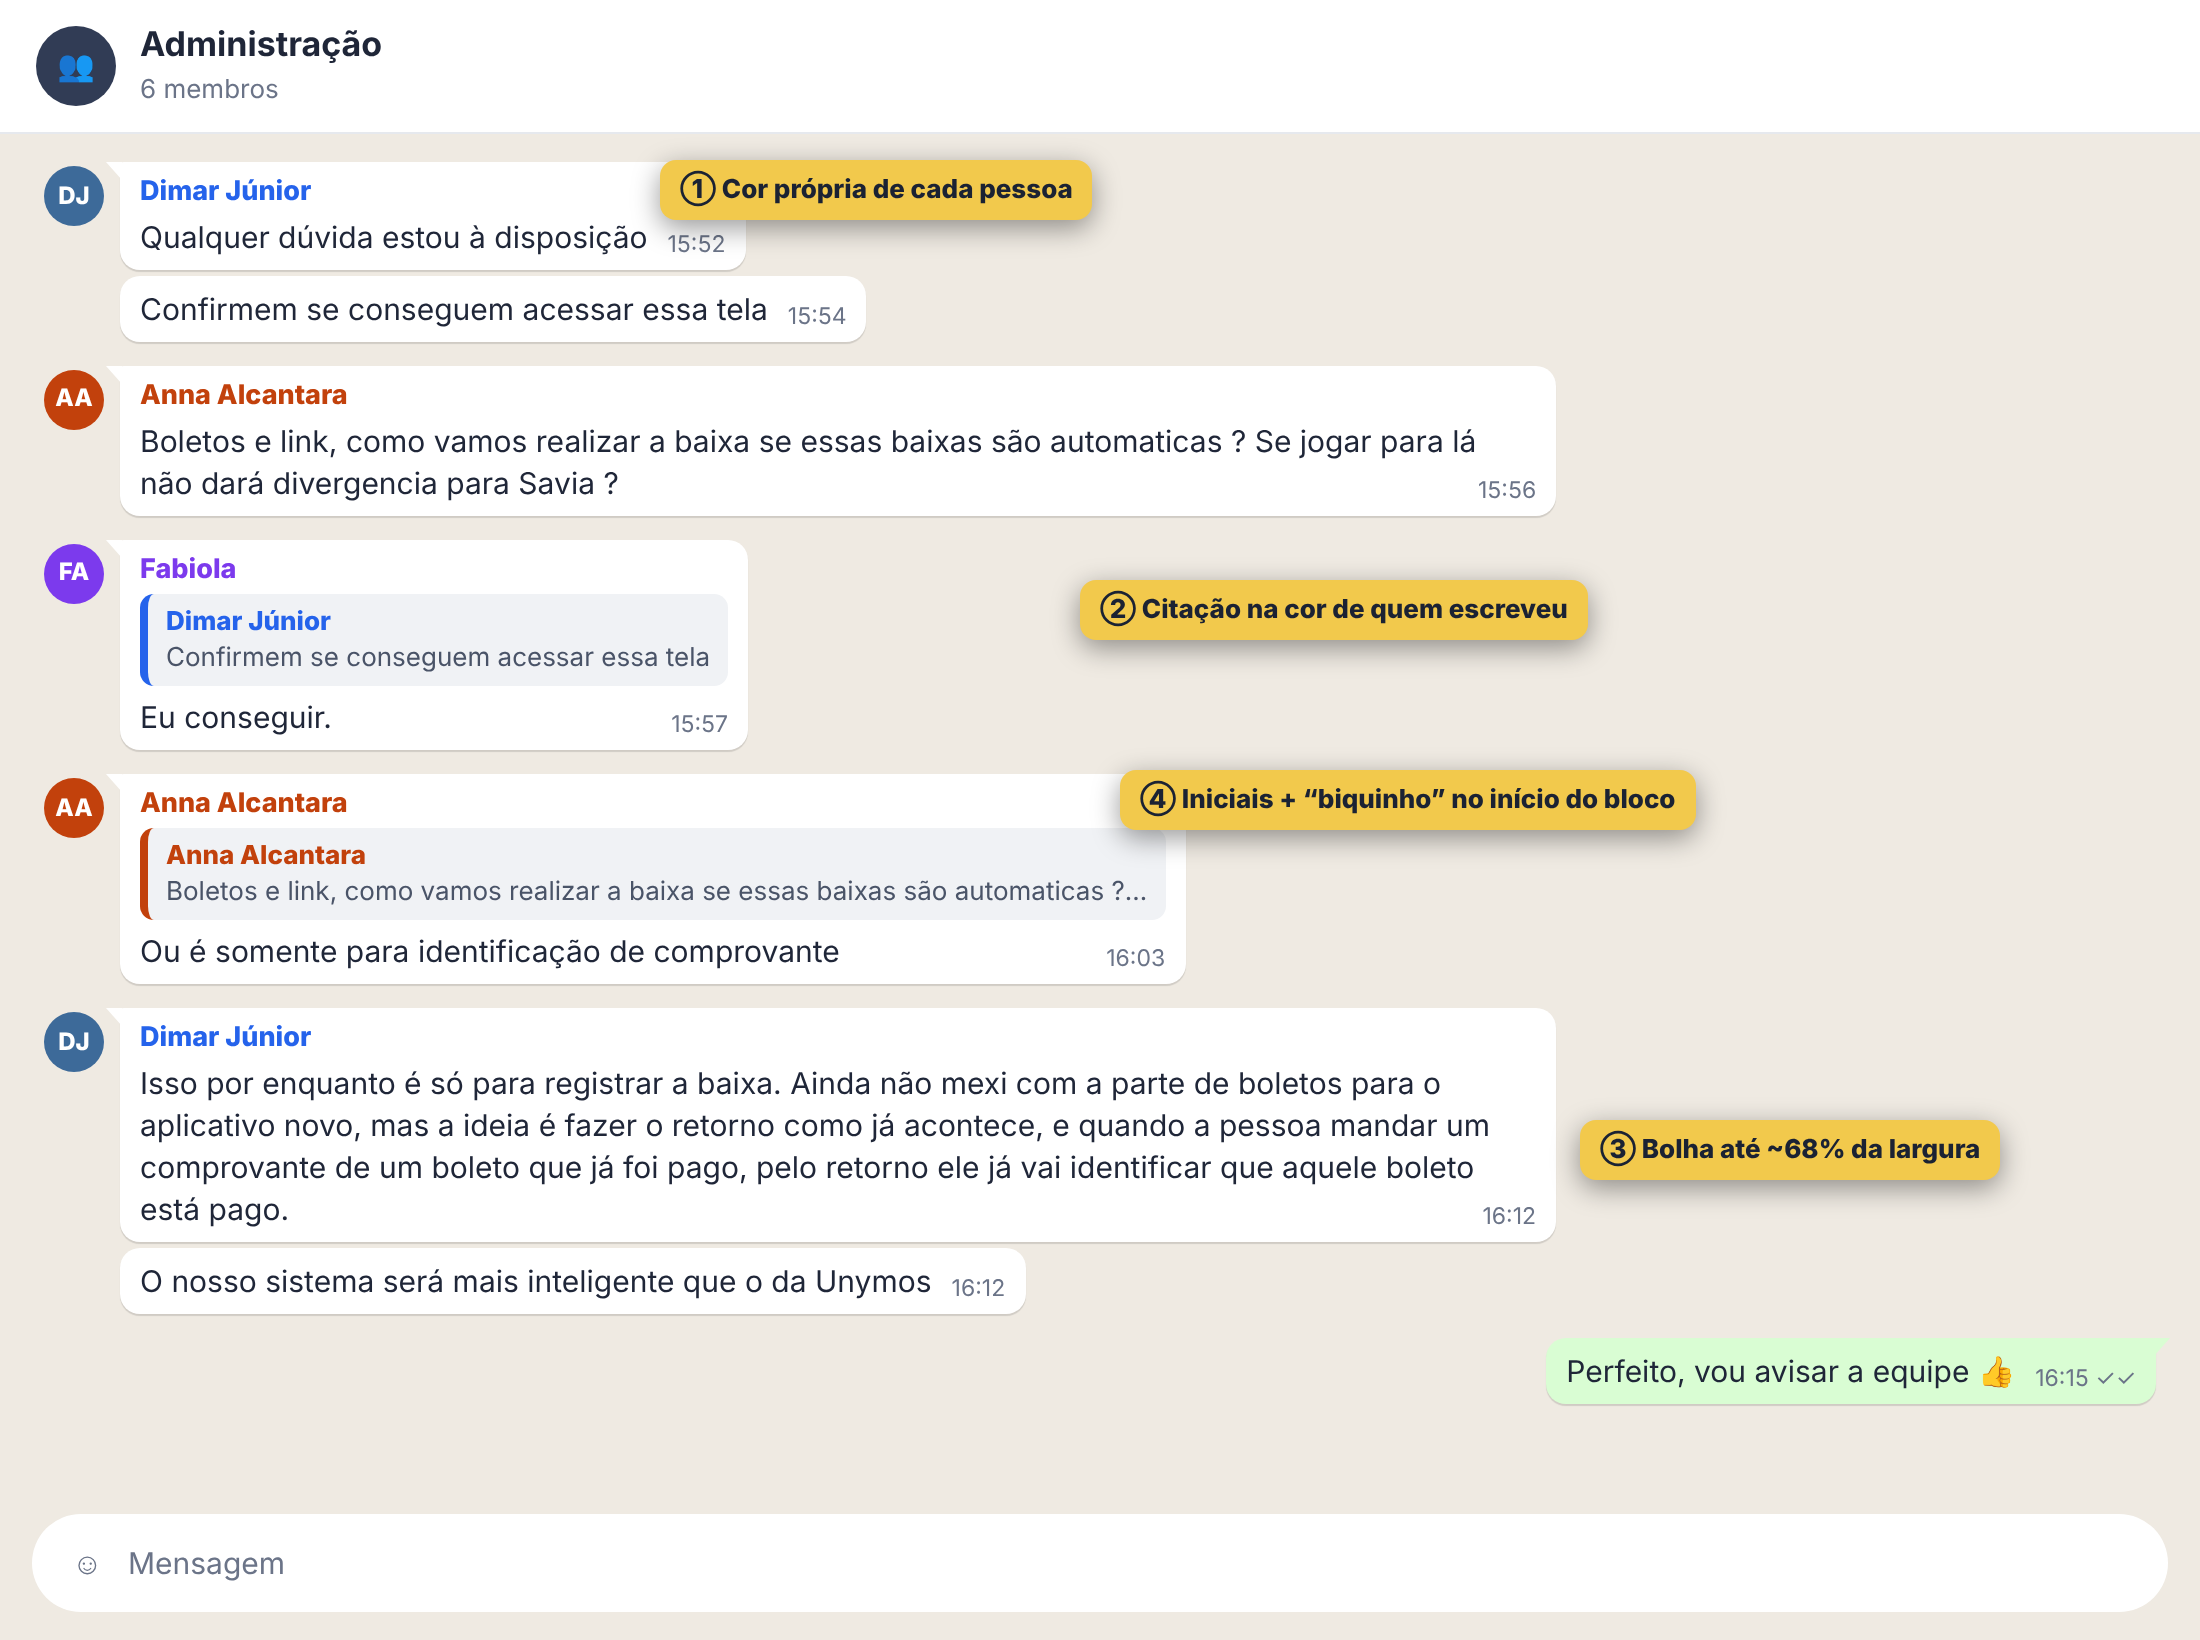 Administração
6 membros
DJ
Dimar Júnior
① Cor própria de cada pessoa
Qualquer dúvida estou à disposição 15:52
Confirmem se conseguem acessar essa tela 15:54
AA
Anna Alcantara
Boletos e link, como vamos realizar a baixa se essas baixas são automaticas ? Se jogar para lá
não dará divergencia para Savia ? 15:56
FA
Fabiola
② Citação na cor de quem escreveu
Dimar Júnior
Confirmem se conseguem acessar essa tela
Eu conseguir. 15:57
AA
Anna Alcantara
④ Iniciais + “biquinho” no início do bloco
Anna Alcantara
Boletos e link, como vamos realizar a baixa se essas baixas são automaticas ?...
Ou é somente para identificação de comprovante 16:03
DJ
Dimar Júnior
Isso por enquanto é só para registrar a baixa. Ainda não mexi com a parte de boletos para o
aplicativo novo, mas a ideia é fazer o retorno como já acontece, e quando a pessoa mandar um
③ Bolha até ~68% da largura
comprovante de um boleto que já foi pago, pelo retorno ele já vai identificar que aquele boleto
está pago. 16:12
O nosso sistema será mais inteligente que o da Unymos 16:12
Perfeito, vou avisar a equipe 👍 16:15 ✓✓
Mensagem